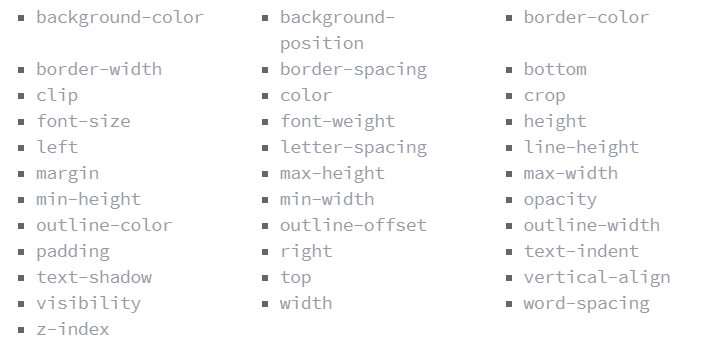 background-color
background-
position
border-color
border-width
border-spacing
bottom
clip
color
crop
font-size
font-weight
height
left
letter-spacing
line-height
margin
max-height
max-width
min-height
min-width
opacity
outline-color
outline-offset
outline-width
padding
right
text-indent
text-shadow
top
vertical-align
visibility
width
word-spacing
z-index